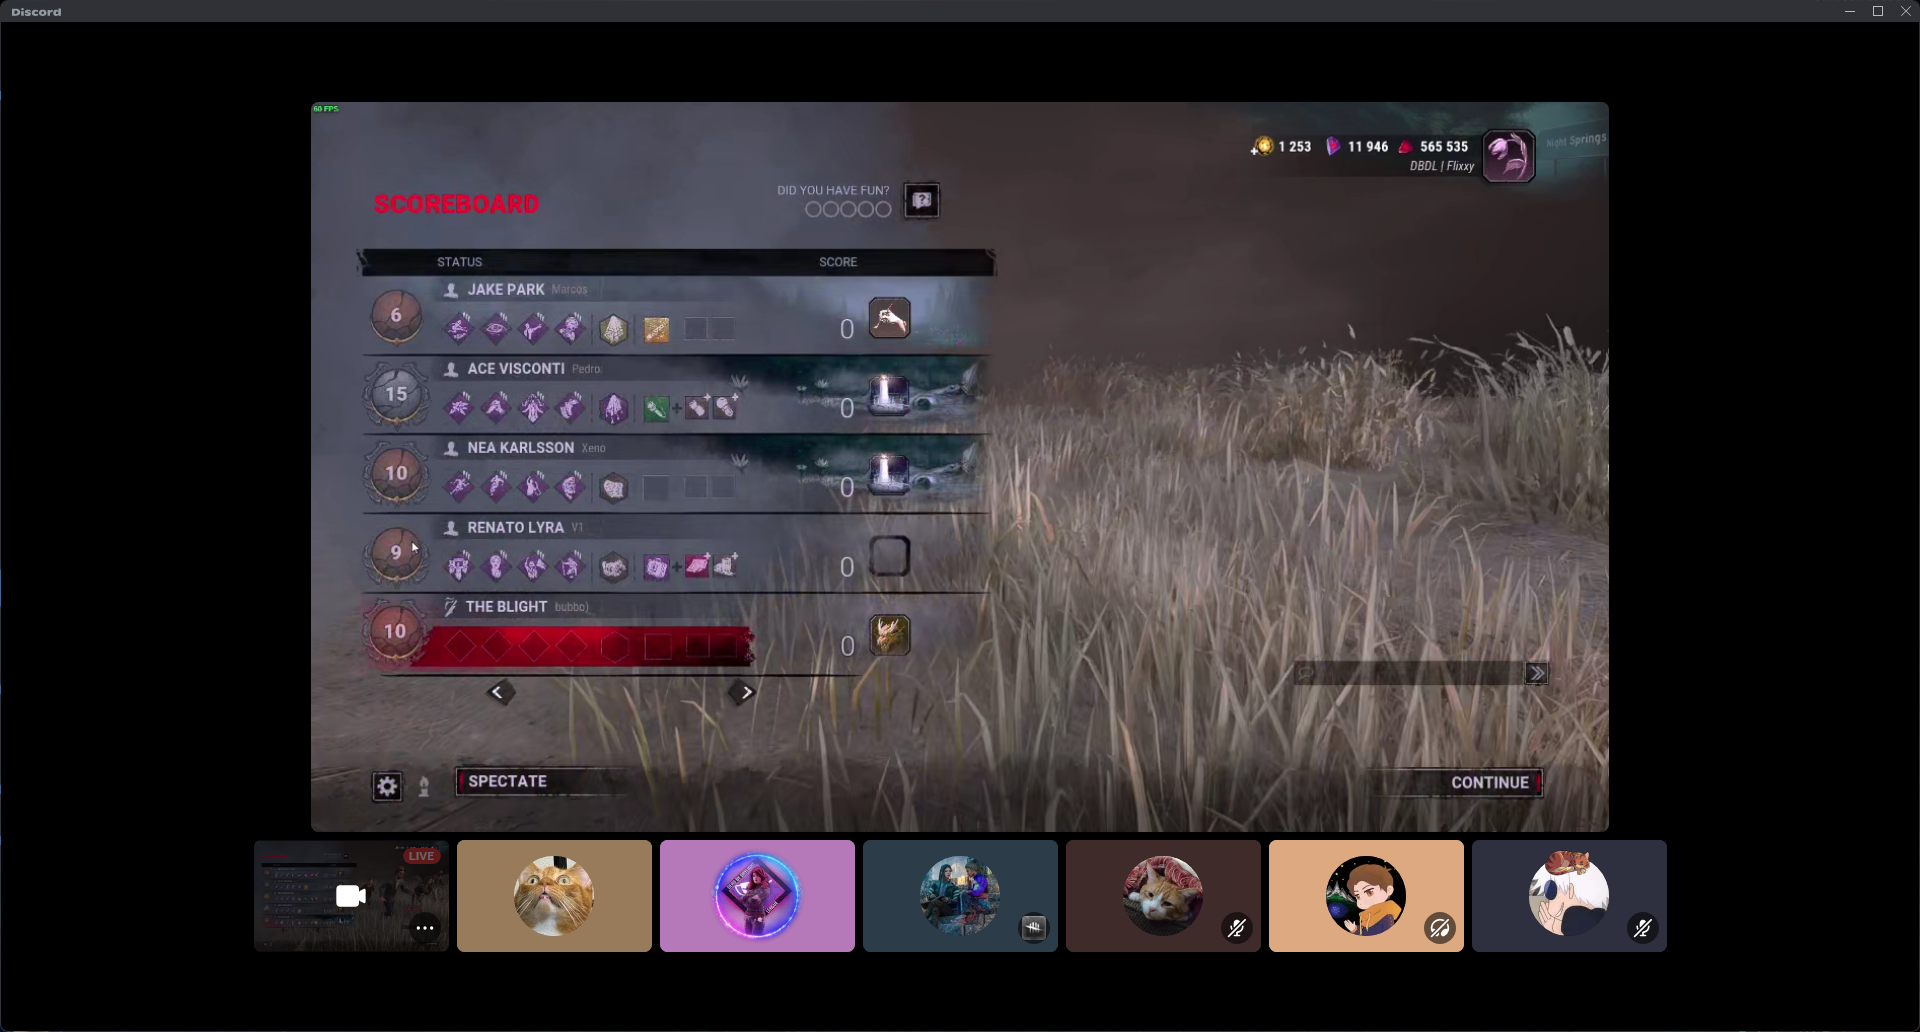 Discord
60 FPS
1 253 11 946 565 535
DBDL | Flixxy
Night Springs
SCOREBOARD
DID YOU HAVE FUN?
STATUS SCORE
6 JAKE PARK Marcos
0
15 ACE VISCONTI Pedro
0
10 NEA KARLSSON Xeno
0
9 RENATO LYRA V1
0
10 THE BLIGHT bubbo)
0
SPECTATE
CONTINUE
LIVE